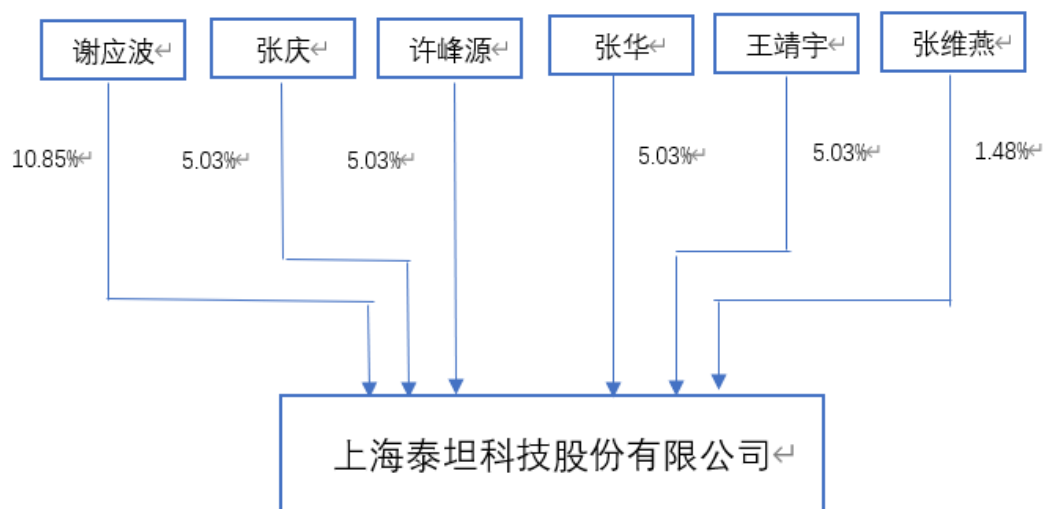 谢应波
张庆
许峰源
张华
王靖宇
张维燕
10.85%
5.03%
5.03%
5.03%
5.03%
1.48%
上海泰坦科技股份有限公司